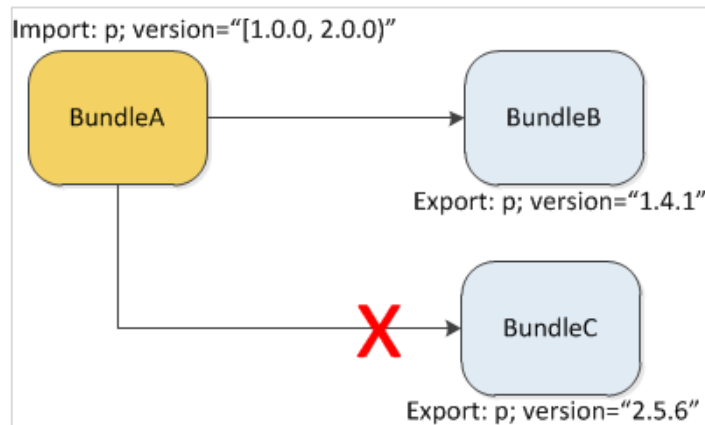 Import: p; version=“[1.0.0, 2.0.0)”
BundleA
BundleB
Export: p; version=“1.4.1”
X
BundleC
Export: p; version=“2.5.6”